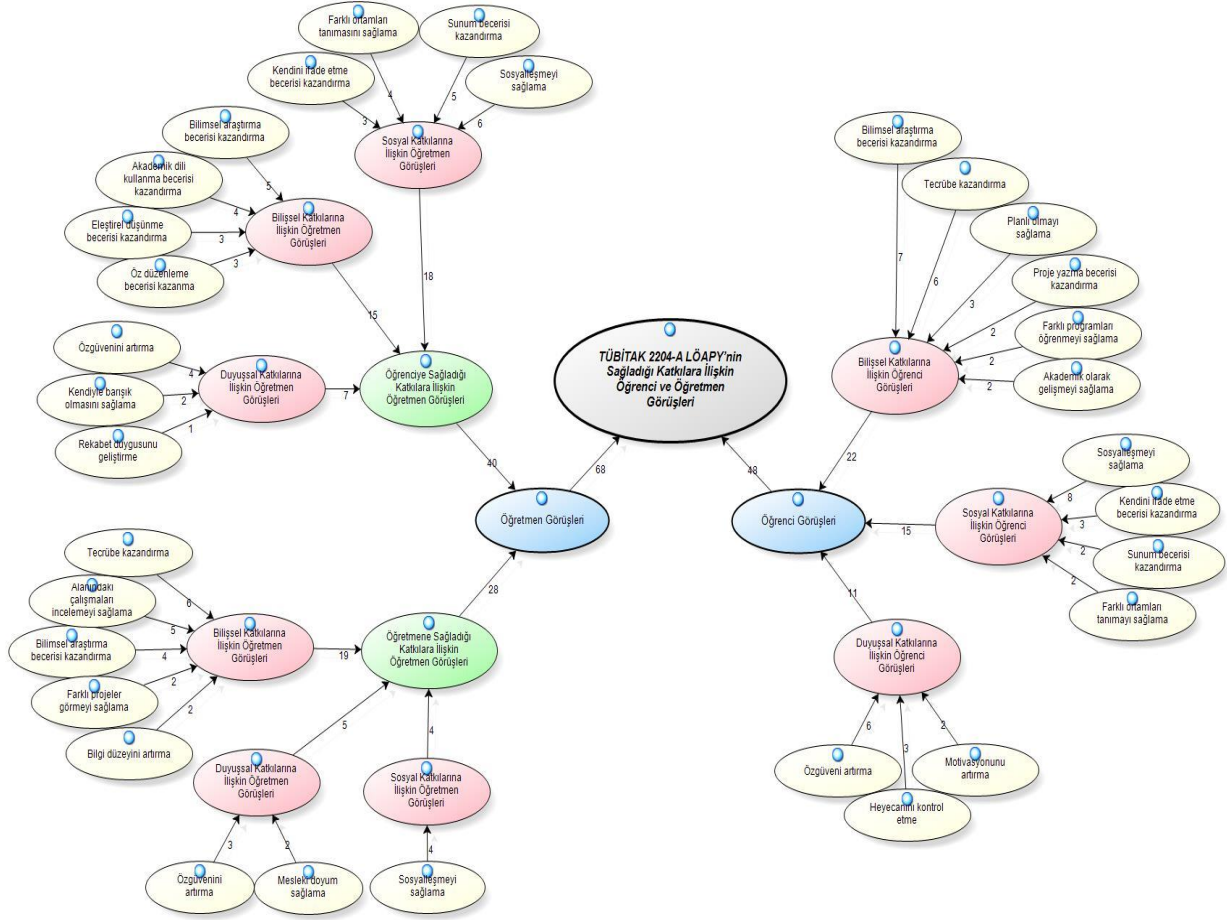 Farklı ortamları
tanımasını sağlama
Sunum becerisi
kazandırma
Kendini ifade etme
becerisi kazandırma
Sosyalleşmeyi
sağlama
3
4
5
6
Sosyal Katkılarına
İlişkin Öğretmen
Görüşleri
18
Bilimsel araştırma
becerisi kazandırma
Akademik dili
kullanma becerisi
kazandırma
Eleştirel düşünme
becerisi kazandırma
Öz düzenleme
becerisi kazanma
5
4
3
3
Bilişsel Katkılarına
İlişkin Öğretmen
Görüşleri
15
Özgüvenini artırma
Kendiyle barışık
olmasını sağlama
Rekabet duygusunu
geliştirme
4
2
1
Duyuşsal Katkılarına
İlişkin Öğretmen
Görüşleri
7
Öğrenciye Sağladığı
Katkılara İlişkin
Öğretmen Görüşleri
40
TÜBİTAK 2204-A LÖAPY'nin
Sağladığı Katkılara İlişkin
Öğrenci ve Öğretmen
Görüşleri
68
48
Öğretmen Görüşleri
Öğrenci Görüşleri
28
Tecrübe kazandırma
Alanındaki
çalışmaları
incelemeyi sağlama
Bilimsel araştırma
becerisi kazandırma
Farklı projeler
görmeyi sağlama
Bilgi düzeyini artırma
6
5
4
2
2
Bilişsel Katkılarına
İlişkin Öğretmen
Görüşleri
19
Öğretmene Sağladığı
Katkılara İlişkin
Öğretmen Görüşleri
5
4
Duyuşsal Katkılarına
İlişkin Öğretmen
Görüşleri
3
2
Özgüvenini
artırma
Mesleki doyum
sağlama
Sosyal Katkılarına
İlişkin Öğretmen
Görüşleri
4
Sosyalleşmeyi
sağlama
Bilimsel araştırma
becerisi kazandırma
Tecrübe kazandırma
Planlı olmayı
sağlama
Proje yazma becerisi
kazandırma
Farklı programları
öğrenmeyi sağlama
Akademik olarak
gelişmeyi sağlama
7
6
3
2
2
2
Bilişsel Katkılarına
İlişkin Öğrenci
Görüşleri
22
Sosyalleşmeyi
sağlama
Kendini ifade etme
becerisi kazandırma
Sunum becerisi
kazandırma
Farklı ortamları
tanımayı sağlama
8
3
2
2
Sosyal Katkılarına
İlişkin Öğrenci
Görüşleri
15
11
Duyuşsal Katkılarına
İlişkin Öğrenci
Görüşleri
6
3
2
Özgüveni artırma
Heyecanını kontrol
etme
Motivasyonunu
artırma